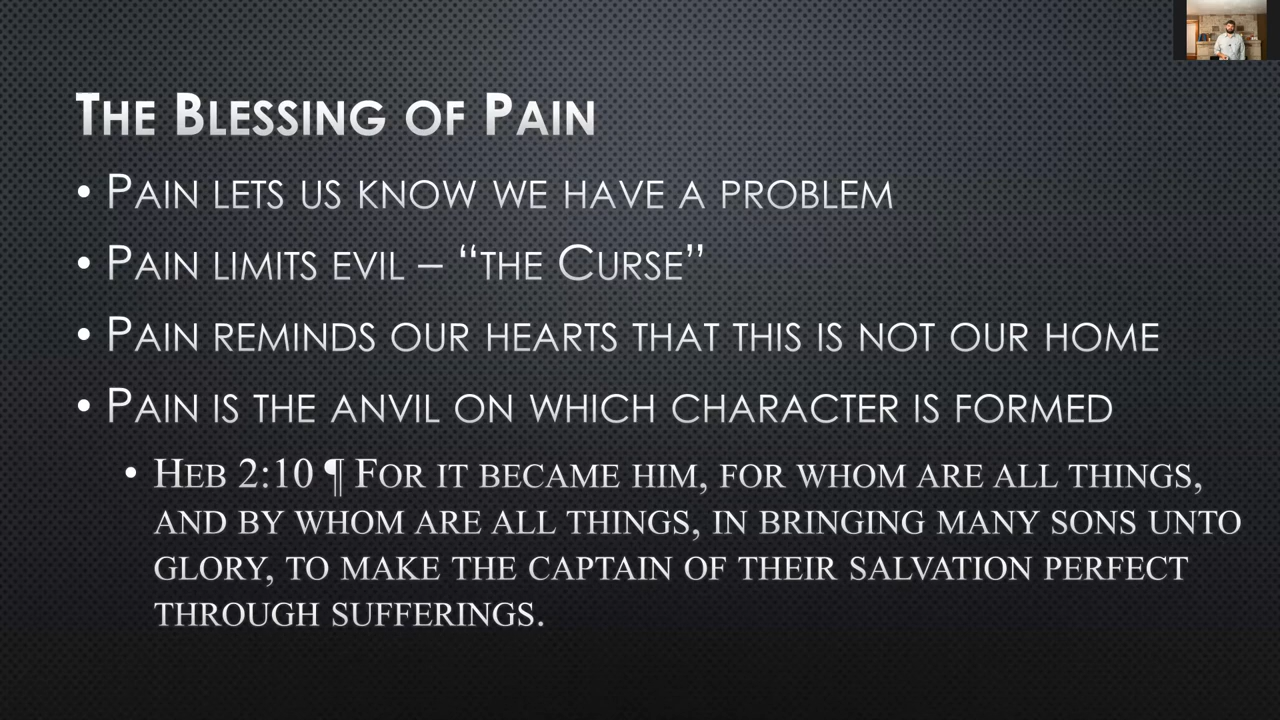 The Blessing of Pain
• Pain lets us know we have a problem
• Pain limits evil – “the Curse”
• Pain reminds our hearts that this is not our home
• Pain is the anvil on which character is formed
• Heb 2:10 ¶ For it became him, for whom are all things,
and by whom are all things, in bringing many sons unto
glory, to make the captain of their salvation perfect
through sufferings.